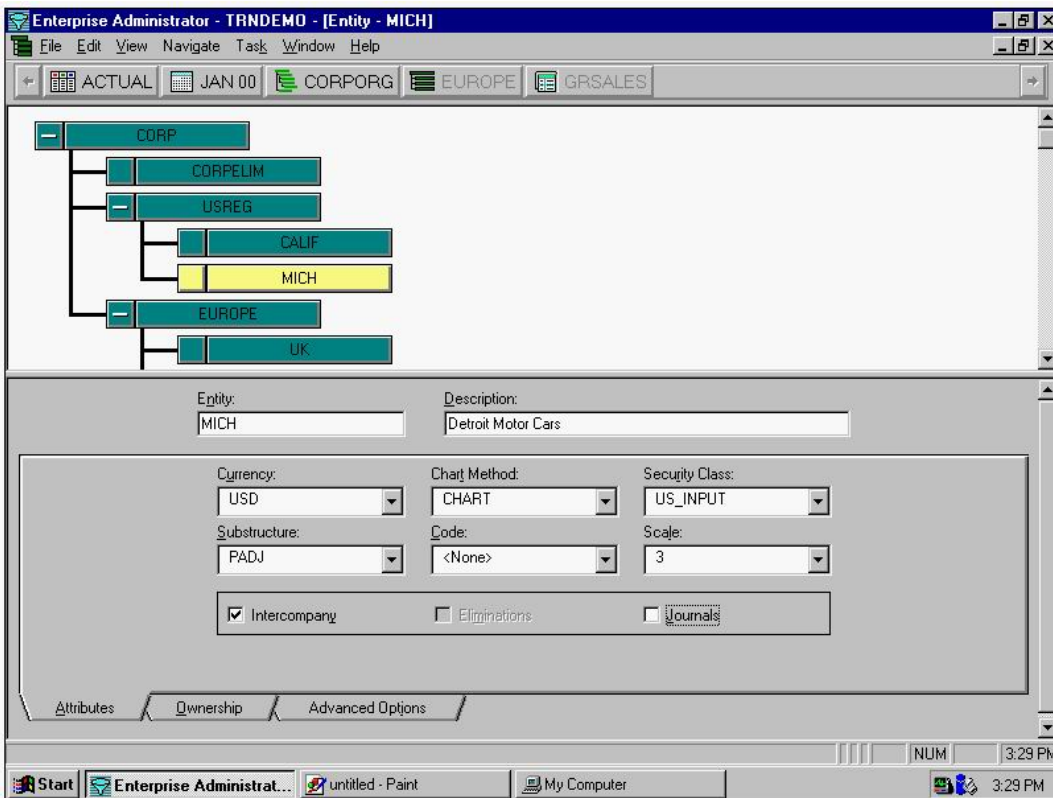 Enterprise Administrator - TRNDEMO - [Entity - MICH]
File Edit View Navigate Task Window Help
ACTUAL JAN 00 CORPORG EUROPE GRSALES
CORP
CORPELIM
USREG
CALIF
MICH
EUROPE
UK
Entity: Description:
MICH Detroit Motor Cars
Currency: Chart Method: Security Class:
USD CHART US_INPUT
Substructure: Code: Scale:
PADJ <None> 3
Intercompany Eliminations Journals
Attributes Ownership Advanced Options
NUM 3:29 PM
Start Enterprise Administrat... untitled - Paint My Computer 3:29 PM